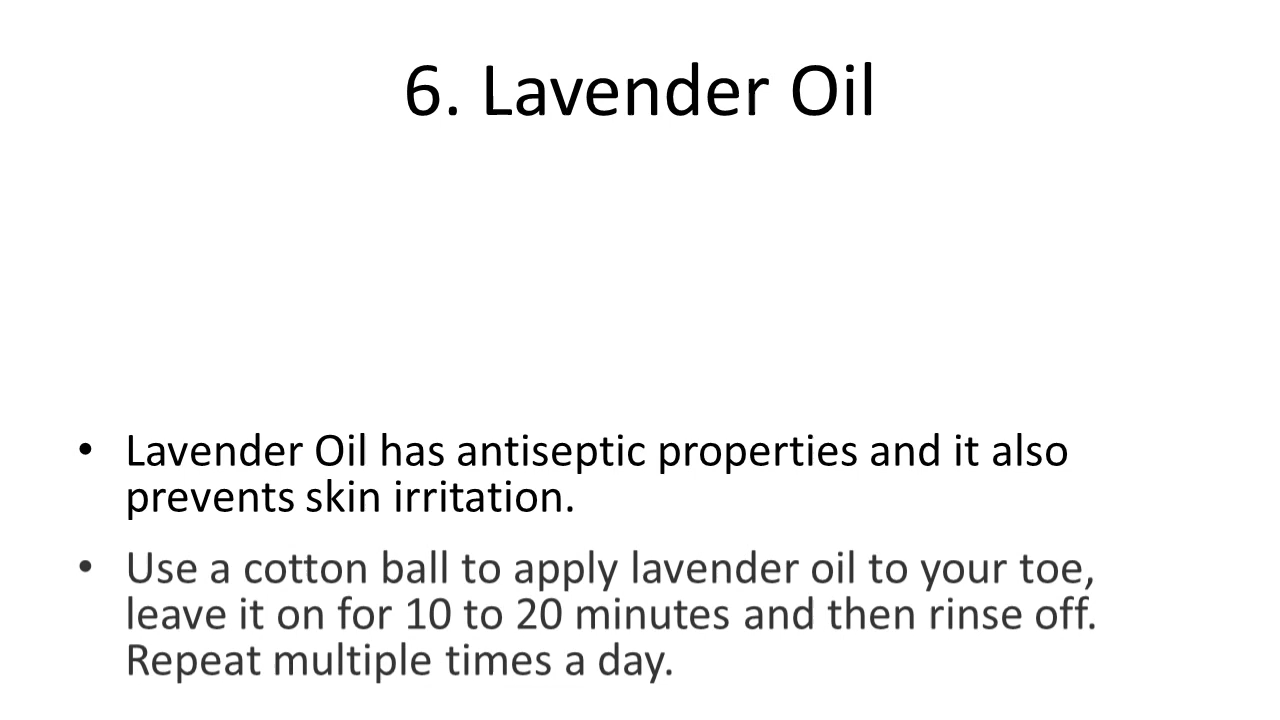 6. Lavender Oil
• Lavender Oil has antiseptic properties and it also
prevents skin irritation.
• Use a cotton ball to apply lavender oil to your toe,
leave it on for 10 to 20 minutes and then rinse off.
Repeat multiple times a day.